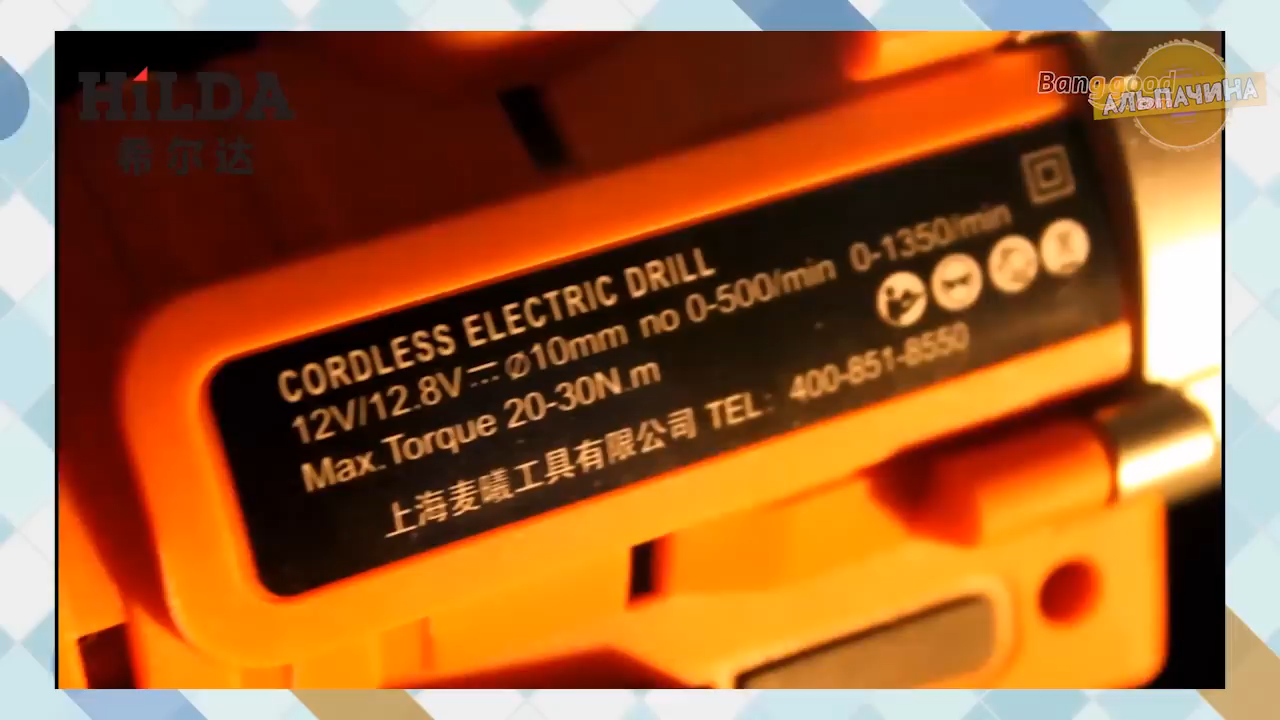 HiLDA
希尔达
Banggood
АЛЬПАЧИНА
CORDLESS ELECTRIC DRILL
12V/12.8V⎓ Ø10mm no 0-500/min 0-1350/min
Max.Torque 20-30N.m
上海麦曦工具有限公司 TEL: 400-851-8550